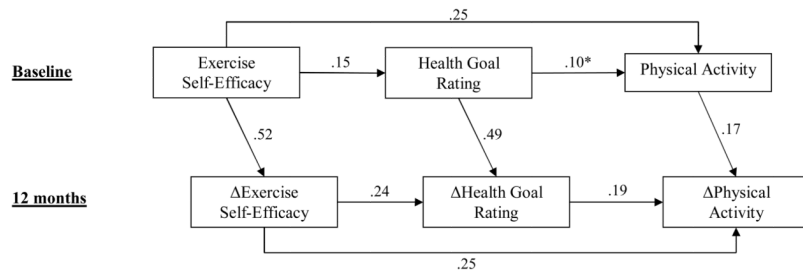 .25
Baseline
Exercise
Self-Efficacy
.15
Health Goal
Rating
.10*
Physical Activity
.52
.49
.17
12 months
ΔExercise
Self-Efficacy
.24
ΔHealth Goal
Rating
.19
ΔPhysical
Activity
.25